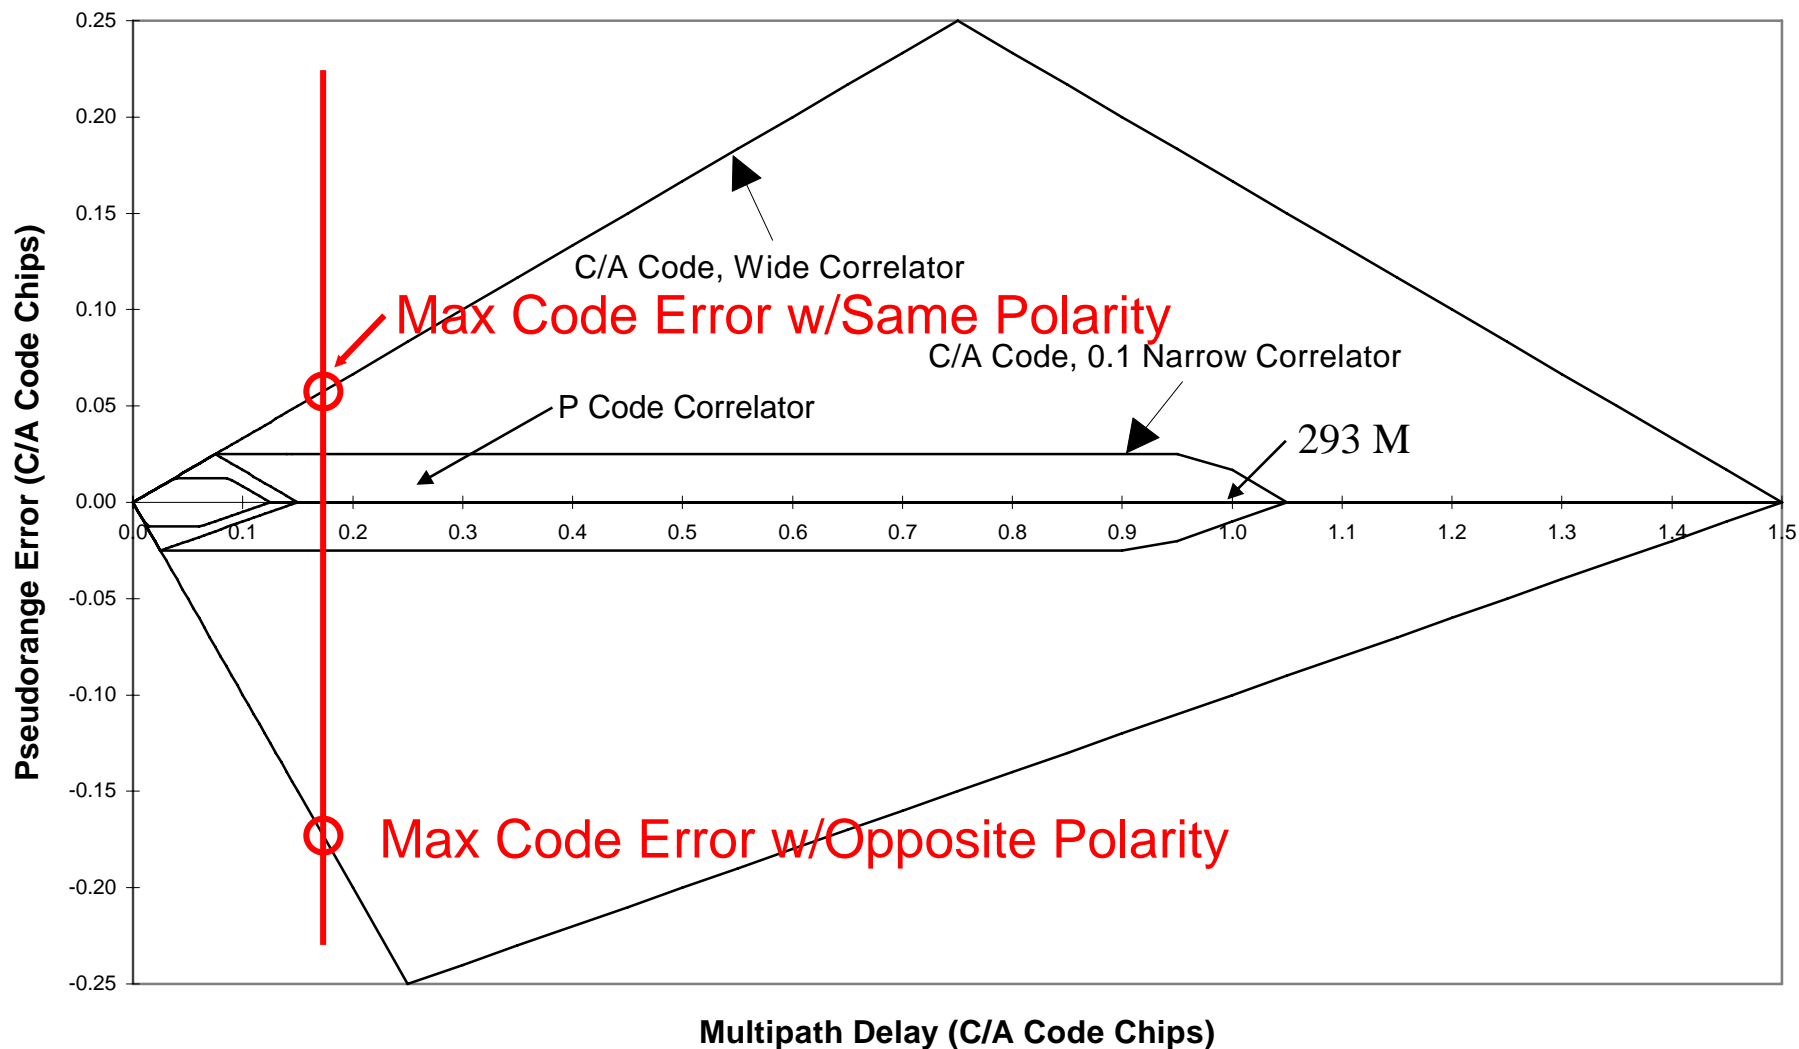 0.25
0.20
0.15
C/A Code, Wide Correlator
0.10
Max Code Error w/Same Polarity
C/A Code, 0.1 Narrow Correlator
0.05
P Code Correlator
293 M
0.00
0.0 0.1 0.2 0.3 0.4 0.5 0.6 0.7 0.8 0.9 1.0 1.1 1.2 1.3 1.4 1.5
-0.05
-0.10
-0.15
Max Code Error w/Opposite Polarity
-0.20
-0.25
Pseudorange Error (C/A Code Chips)
Multipath Delay (C/A Code Chips)